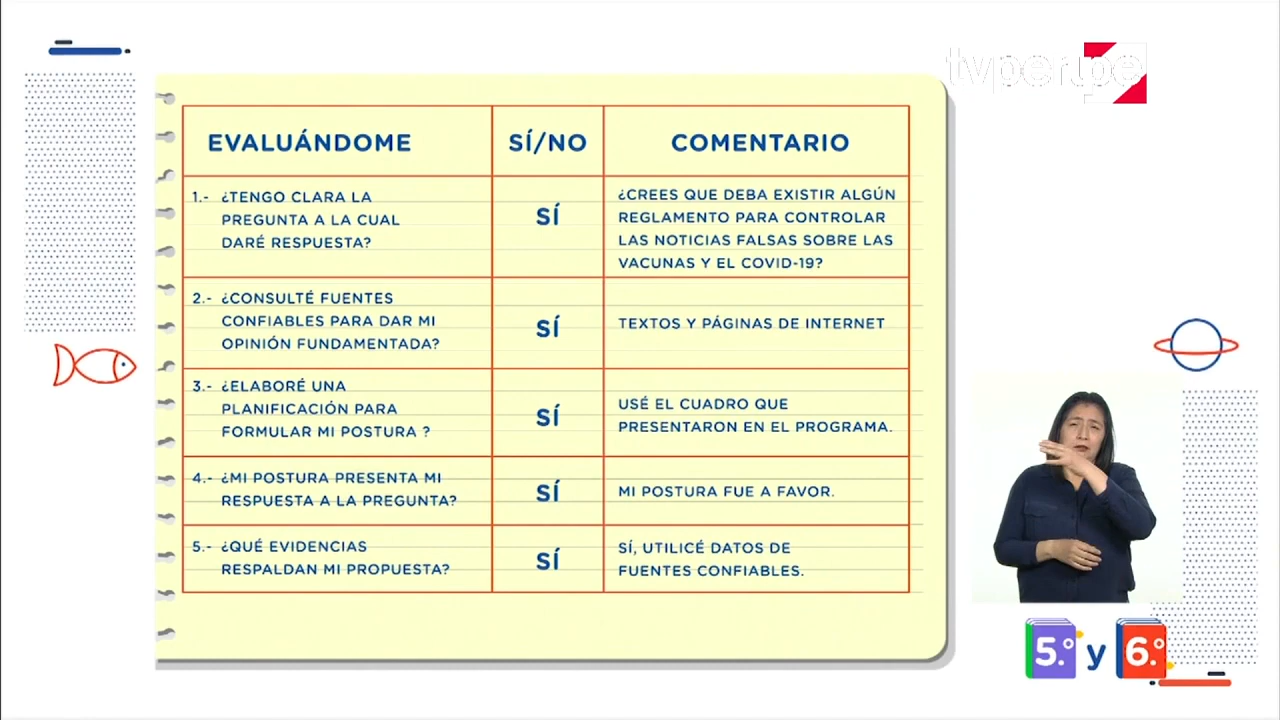 tvperu.pe
EVALUÁNDOME
SÍ/NO
COMENTARIO
1.- ¿TENGO CLARA LA
PREGUNTA A LA CUAL
DARÉ RESPUESTA?
SÍ
¿CREES QUE DEBA EXISTIR ALGÚN
REGLAMENTO PARA CONTROLAR
LAS NOTICIAS FALSAS SOBRE LAS
VACUNAS Y EL COVID-19?
2.- ¿CONSULTÉ FUENTES
CONFIABLES PARA DAR MI
OPINIÓN FUNDAMENTADA?
SÍ
TEXTOS Y PÁGINAS DE INTERNET
3.- ¿ELABORÉ UNA
PLANIFICACIÓN PARA
FORMULAR MI POSTURA ?
SÍ
USÉ EL CUADRO QUE
PRESENTARON EN EL PROGRAMA.
4.- ¿MI POSTURA PRESENTA MI
RESPUESTA A LA PREGUNTA?
SÍ
MI POSTURA FUE A FAVOR.
5.- ¿QUÉ EVIDENCIAS
RESPALDAN MI PROPUESTA?
SÍ
SÍ, UTILICÉ DATOS DE
FUENTES CONFIABLES.
5.º y 6.º